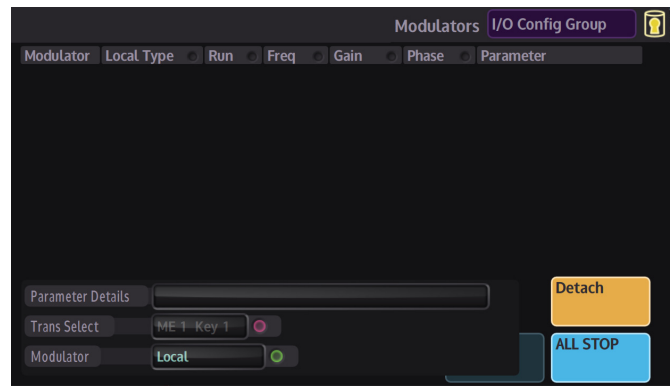 Modulators I/O Config Group
Modulator Local Type Run Freq Gain Phase Parameter
Parameter Details
Detach
Trans Select ME 1 Key 1
Modulator Local
ALL STOP